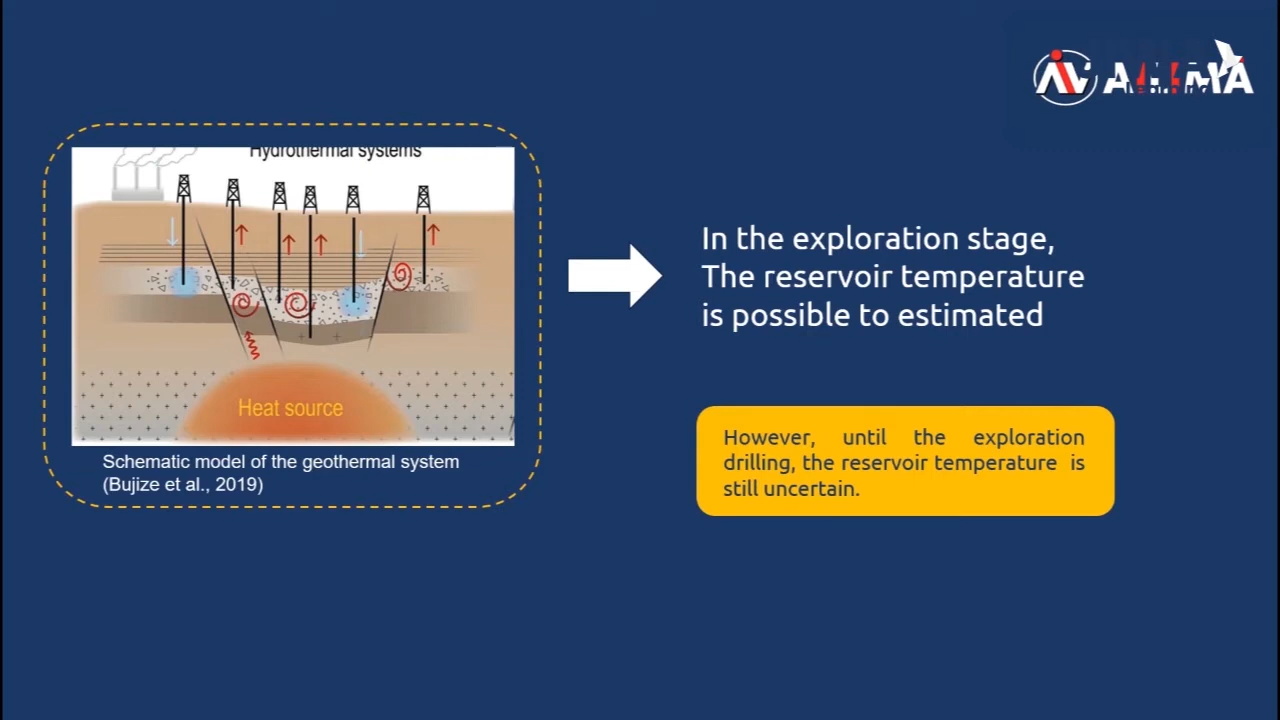 Hydrothermal systems
Heat source
Schematic model of the geothermal system
(Bujize et al., 2019)
In the exploration stage,
The reservoir temperature
is possible to estimated
However, until the exploration
drilling, the reservoir temperature is
still uncertain.